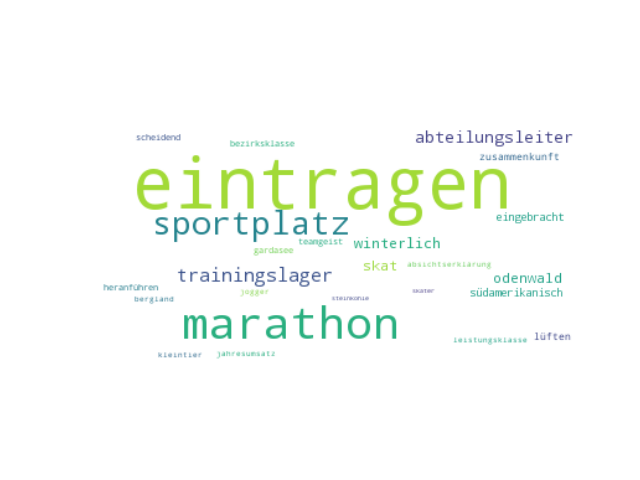 scheidend
abteilungsleiter
bezirksklasse
zusammenkunft
eintragen
sportplatz
eingebracht
teamgeist
winterlich
gardasee
skat
absichtserklärung
trainingslager
odenwald
heranführen
jogger
skater
südamerikanisch
bergland
marathon
lüften
leistungsklasse
kleintier
jahresumsatz